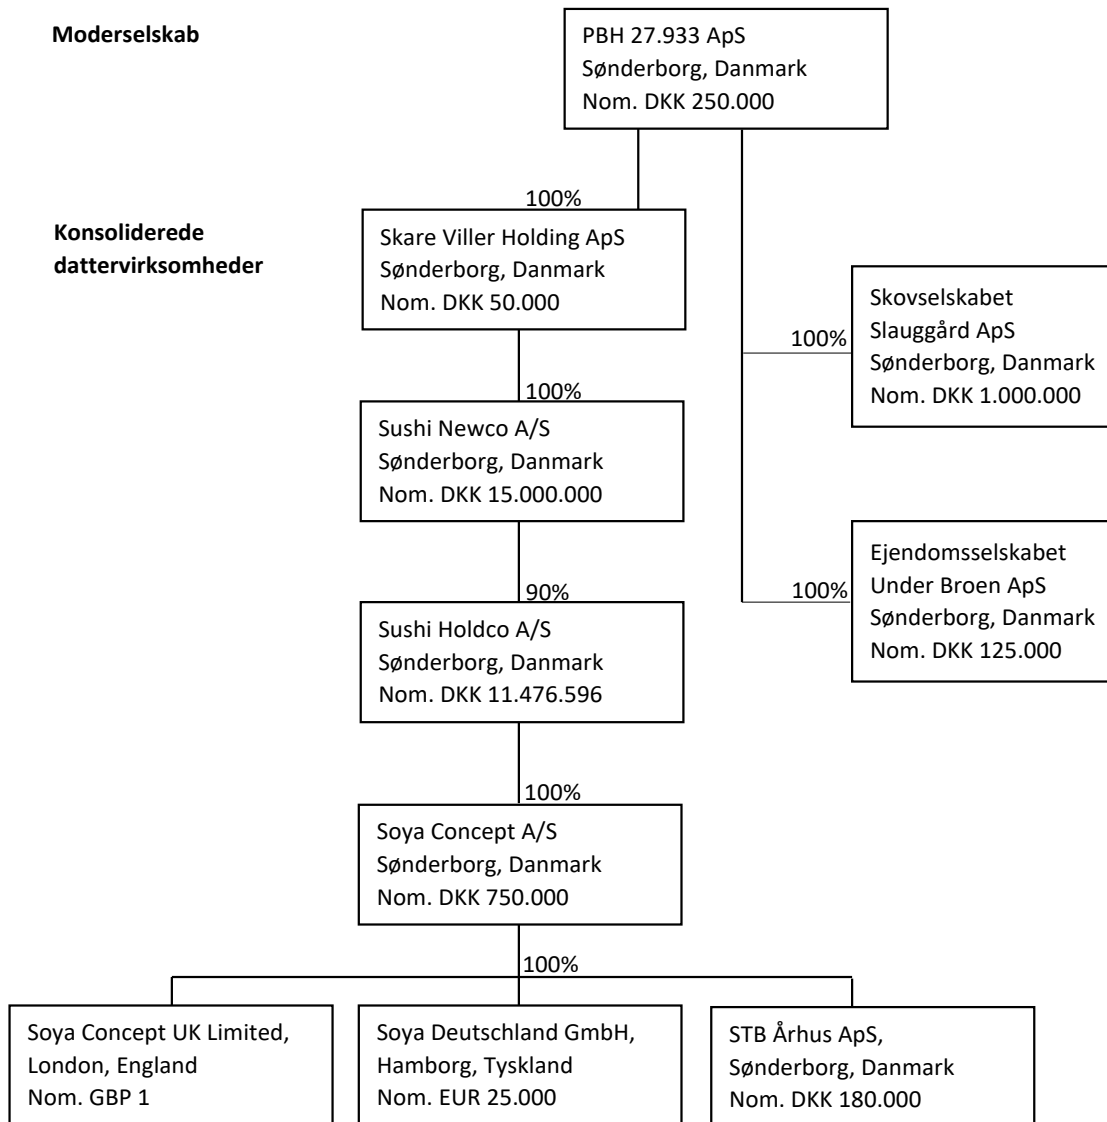 Moderselskab
PBH 27.933 ApS
Sønderborg, Danmark
Nom. DKK 250.000
100%
Konsoliderede
dattervirksomheder
Skare Viller Holding ApS
Sønderborg, Danmark
Nom. DKK 50.000
100%
Skovselskabet
Slauggård ApS
Sønderborg, Danmark
Nom. DKK 1.000.000
100%
Sushi Newco A/S
Sønderborg, Danmark
Nom. DKK 15.000.000
100%
Ejendomsselskabet
Under Broen ApS
Sønderborg, Danmark
Nom. DKK 125.000
90%
Sushi Holdco A/S
Sønderborg, Danmark
Nom. DKK 11.476.596
100%
Soya Concept A/S
Sønderborg, Danmark
Nom. DKK 750.000
100%
Soya Concept UK Limited,
London, England
Nom. GBP 1
Soya Deutschland GmbH,
Hamborg, Tyskland
Nom. EUR 25.000
STB Århus ApS,
Sønderborg, Danmark
Nom. DKK 180.000